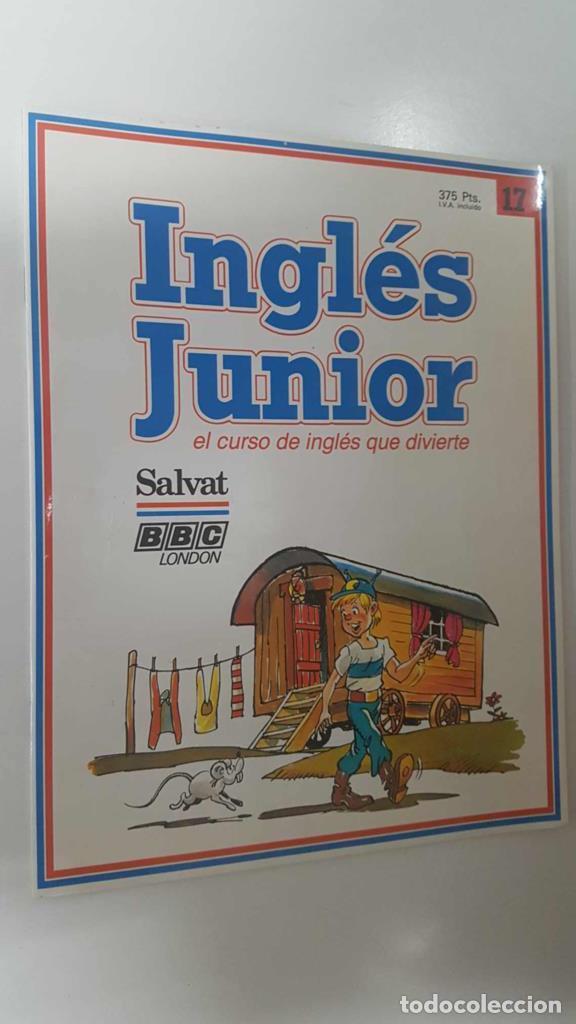 375 Pts.
I.V.A. incluido
17
Inglés
Junior
el curso de inglés que divierte
Salvat
BBC
LONDON
todocoleccion